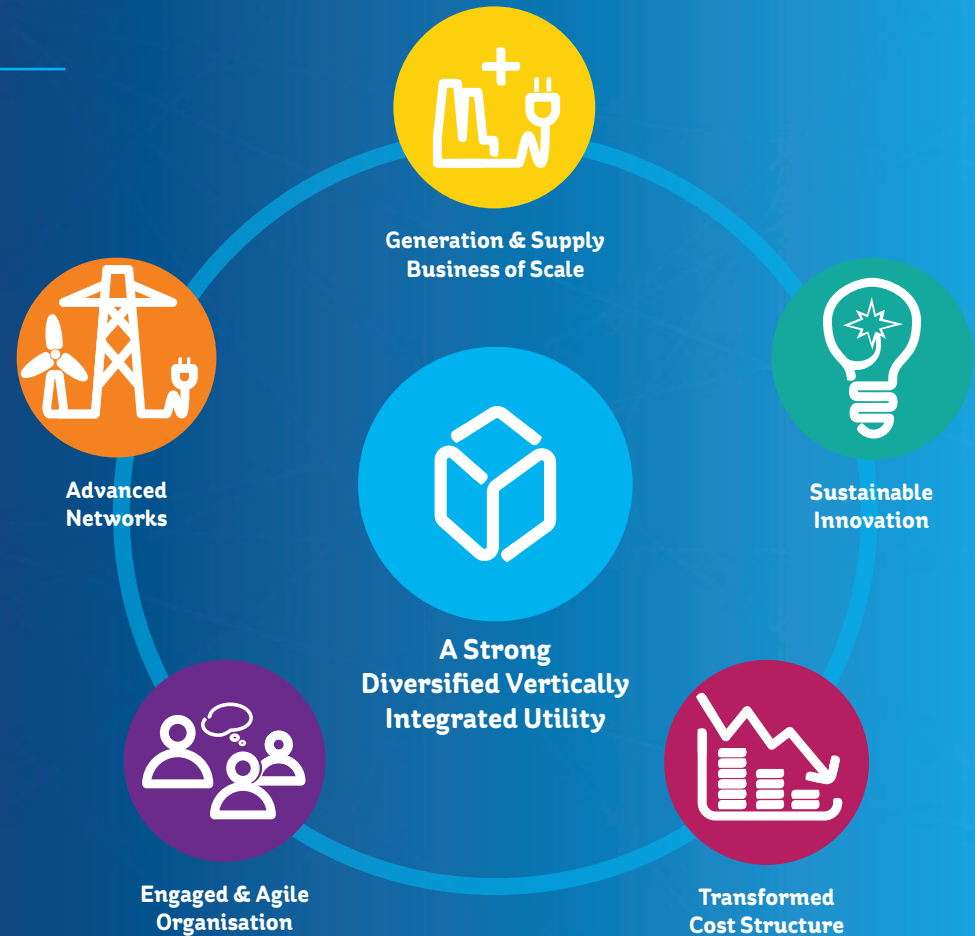 Generation & Supply
Business of Scale
Advanced
Networks
Sustainable
Innovation
A Strong
Diversified Vertically
Integrated Utility
Engaged & Agile
Organisation
Transformed
Cost Structure